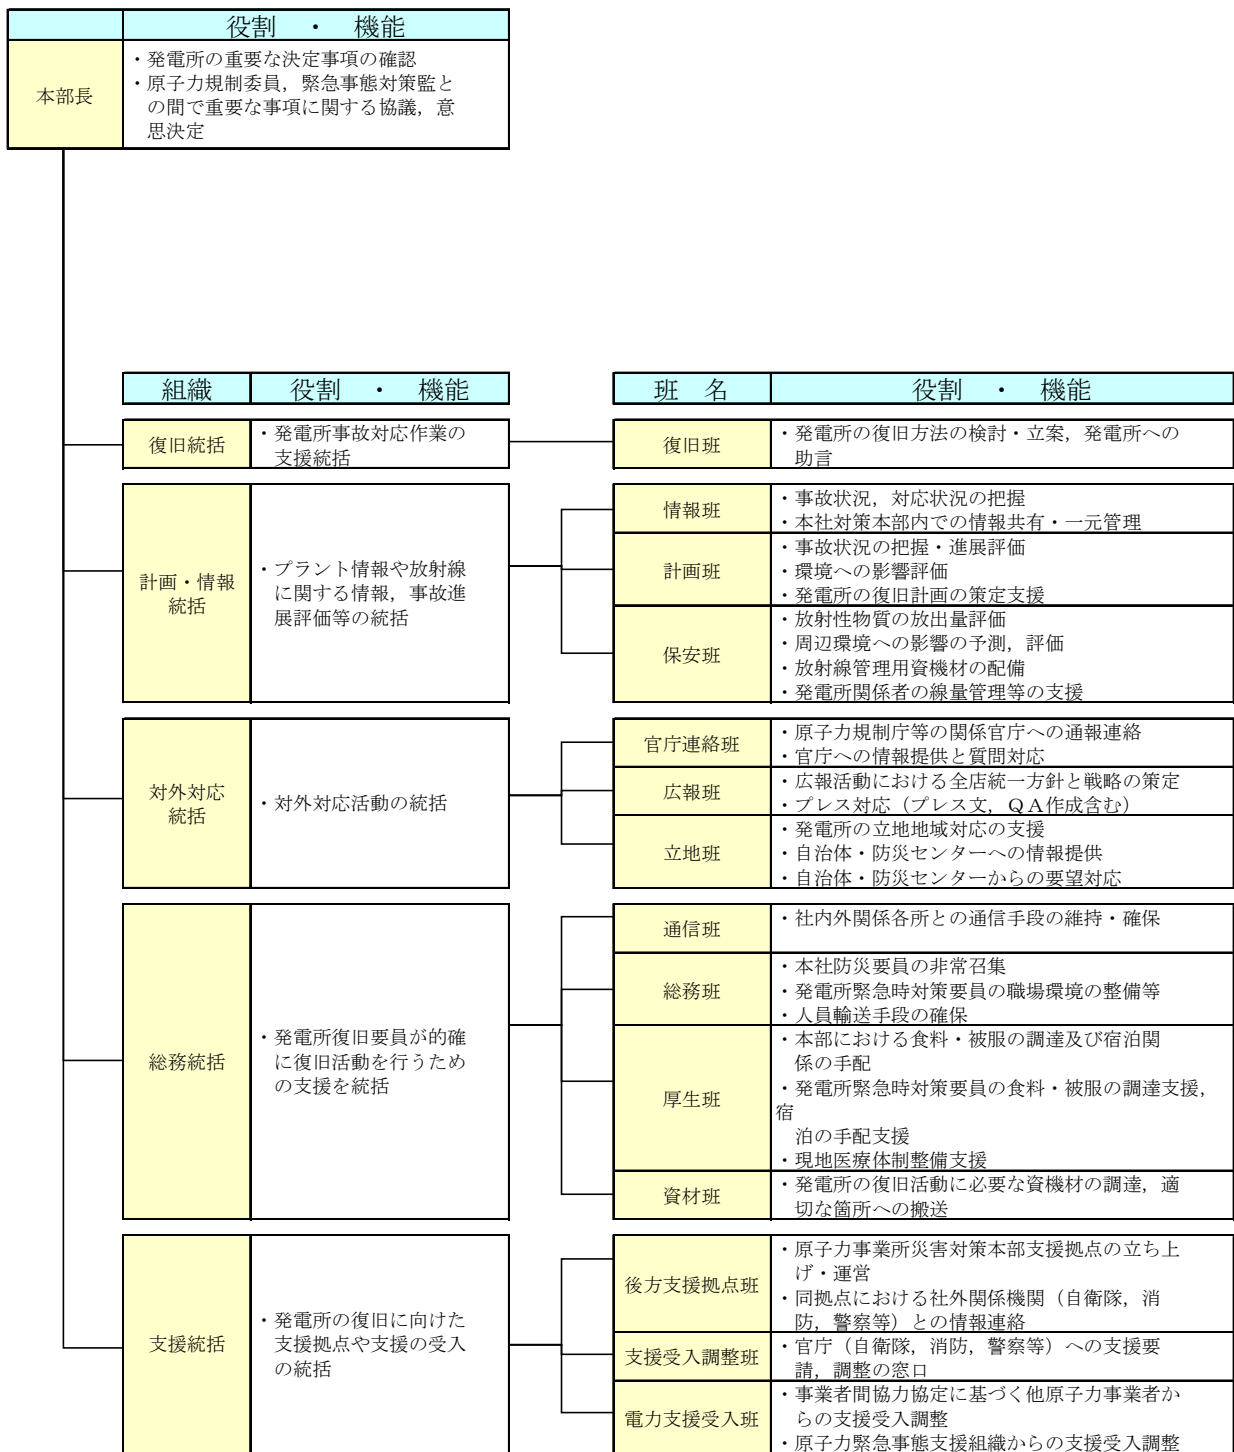 役割 ・ 機能
本部長
・発電所の重要な決定事項の確認
・原子力規制委員，緊急事態対策監と
の間で重要な事項に関する協議，意
思決定
組織
役割 ・ 機能
班 名
役割 ・ 機能
復旧統括
・発電所事故対応作業の
支援統括
復旧班
・発電所の復旧方法の検討・立案，発電所への
助言
計画・情報
統括
・プラント情報や放射線
に関する情報，事故進
展評価等の統括
情報班
・事故状況，対応状況の把握
・本社対策本部内での情報共有・一元管理
計画班
・事故状況の把握・進展評価
・環境への影響評価
・発電所の復旧計画の策定支援
保安班
・放射性物質の放出量評価
・周辺環境への影響の予測，評価
・放射線管理用資機材の配備
・発電所関係者の線量管理等の支援
対外対応
統括
・対外対応活動の統括
官庁連絡班
・原子力規制庁等の関係官庁への通報連絡
・官庁への情報提供と質問対応
広報班
・広報活動における全店統一方針と戦略の策定
・プレス対応（プレス文，ＱＡ作成含む）
立地班
・発電所の立地地域対応の支援
・自治体・防災センターへの情報提供
・自治体・防災センターからの要望対応
総務統括
・発電所復旧要員が的確
に復旧活動を行うため
の支援を統括
通信班
・社内外関係各所との通信手段の維持・確保
総務班
・本社防災要員の非常召集
・発電所緊急時対策要員の職場環境の整備等
・人員輸送手段の確保
厚生班
・本部における食料・被服の調達及び宿泊関
係の手配
・発電所緊急時対策要員の食料・被服の調達支援，
宿
泊の手配支援
・現地医療体制整備支援
資材班
・発電所の復旧活動に必要な資機材の調達，適
切な箇所への搬送
支援統括
・発電所の復旧に向けた
支援拠点や支援の受入
の統括
後方支援拠点班
・原子力事業所災害対策本部支援拠点の立ち上
げ・運営
・同拠点における社外関係機関（自衛隊，消
防，警察等）との情報連絡
支援受入調整班
・官庁（自衛隊，消防，警察等）への支援要
請，調整の窓口
電力支援受入班
・事業者間協力協定に基づく他原子力事業者か
らの支援受入調整
・原子力緊急事態支援組織からの支援受入調整